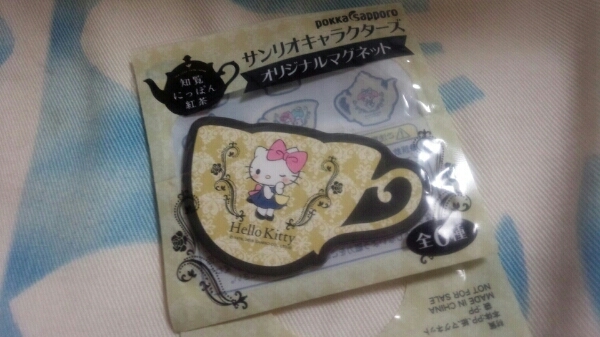 pokka sapporo
サンリオキャラクターズ
オリジナルマグネット
知覧
にっぽん
紅茶
Hello Kitty
全6種
MADE IN CHINA
NOT FOR SALE